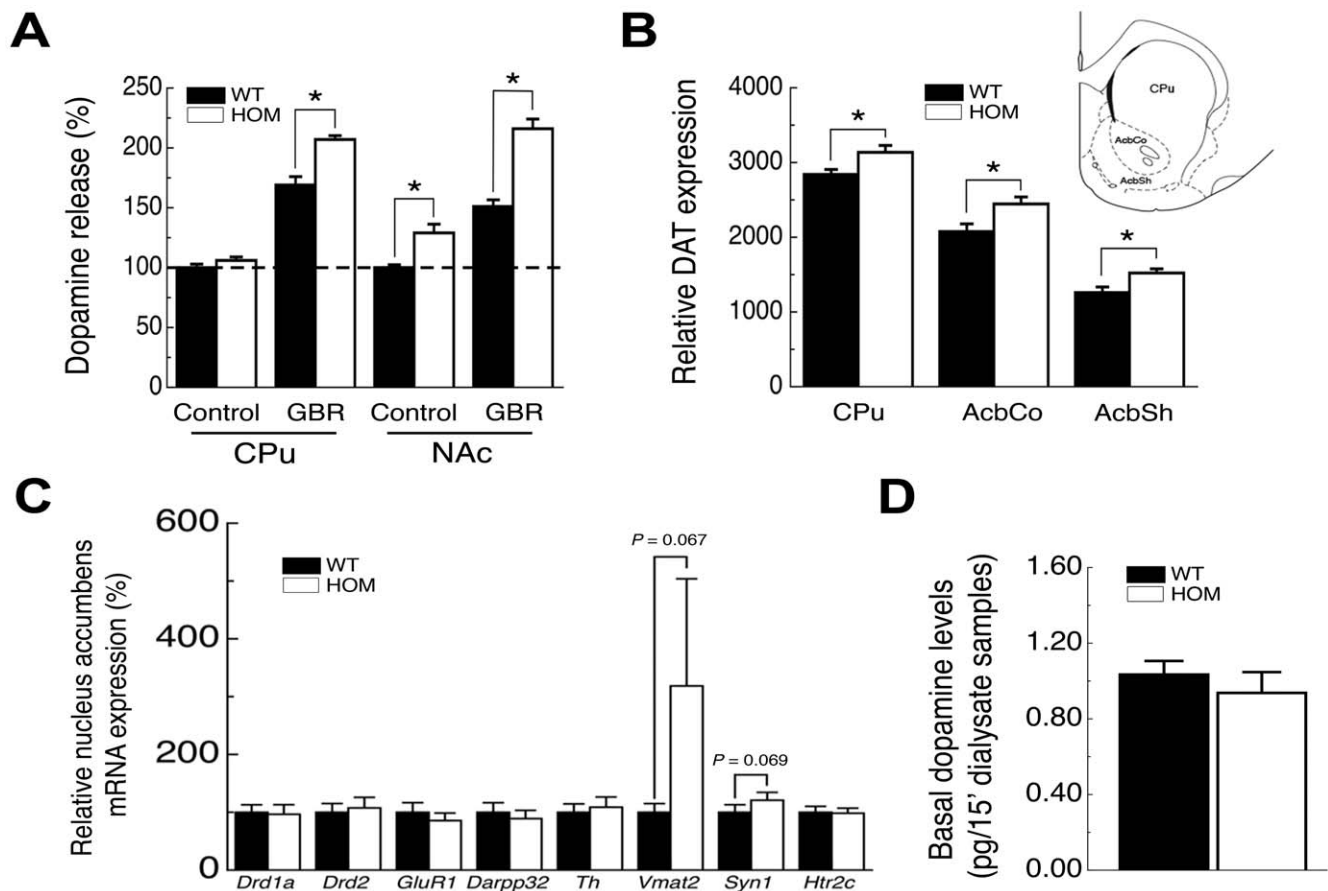 A
Dopamine release (%)
250
200
150
100
50
0
WT
HOM
*
*
*
Control GBR Control GBR
CPu NAc
B
Relative DAT expression
4000
3000
2000
1000
0
WT
HOM
*
*
*
CPu AcbCo AcbSh
CPu
AcbCo
AcbSh
C
Relative nucleus accumbens
mRNA expression (%)
600
400
200
0
WT
HOM
P = 0.067
P = 0.069
Drd1a Drd2 GluR1 Darpp32 Th Vmat2 Syn1 Htr2c
D
Basal dopamine levels
(pg/15' dialysate samples)
1.60
1.20
0.80
0.40
0.00
WT
HOM